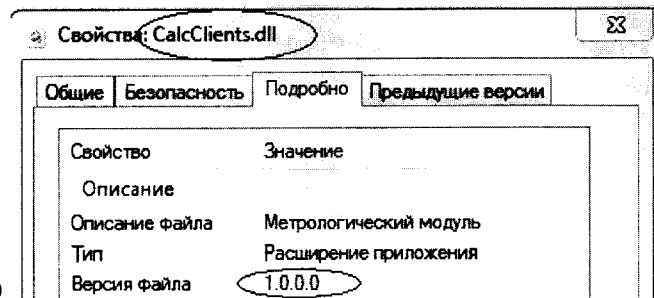 Свойства: CalcClients.dll
Общие Безопасность Подробно Предыдущие версии
Свойство Значение
Описание
Описание файла Метрологический модуль
Тип Расширение приложения
Версия файла 1.0.0.0